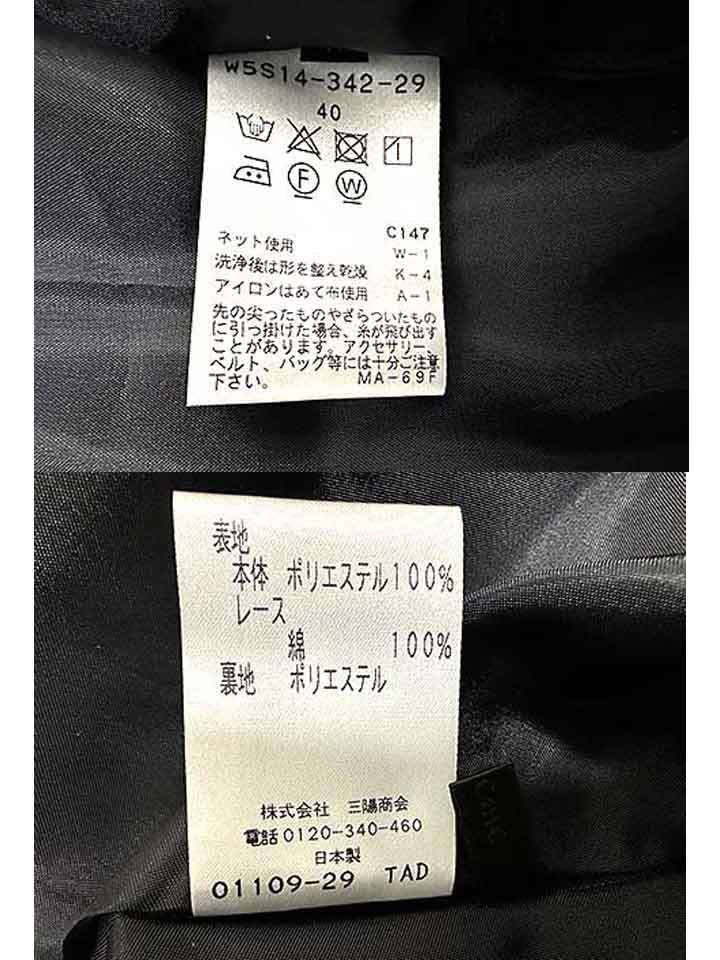 W5S14-342-29
40
F W
C147
ネット使用 W-1
洗浄後は形を整え乾燥 K-4
アイロンはあて布使用 A-1
先の尖ったものやざらついたもの
に引っ掛けた場合、糸が飛び出す
ことがあります。アクセサリー、
ベルト、バッグ等には十分ご注意
下さい。 MA-69F
表地
本体 ポリエステル100%
レース
綿 100%
裏地 ポリエステル
株式会社 三陽商会
電話0120-340-460
日本製
01109-29 TAD